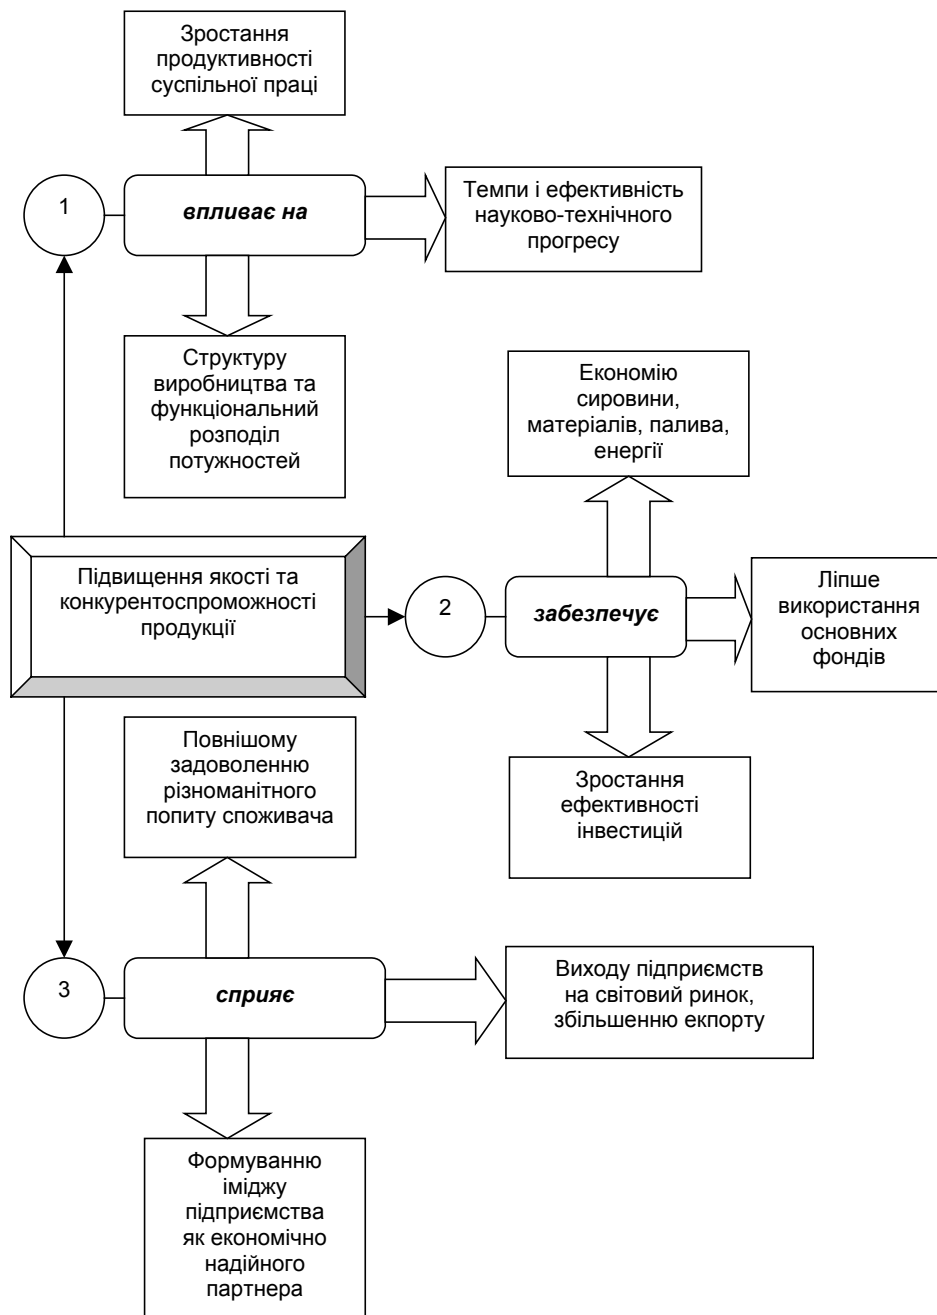 Зростання
продуктивності
суспільної праці
1
впливає на
Темпи і ефективність
науково-технічного
прогресу
Структуру
виробництва та
функціональний
розподіл
потужностей
Економію
сировини,
матеріалів, палива,
енергії
Підвищення якості та
конкурентоспроможності
продукції
2
забезпечує
Ліпше
використання
основних
фондів
Повнішому
задоволенню
різноманітного
попиту споживача
Зростання
ефективності
інвестицій
3
сприяє
Виходу підприємств
на світовий ринок,
збільшенню екпорту
Формуванню
іміджу
підприємства
як економічно
надійного
партнера